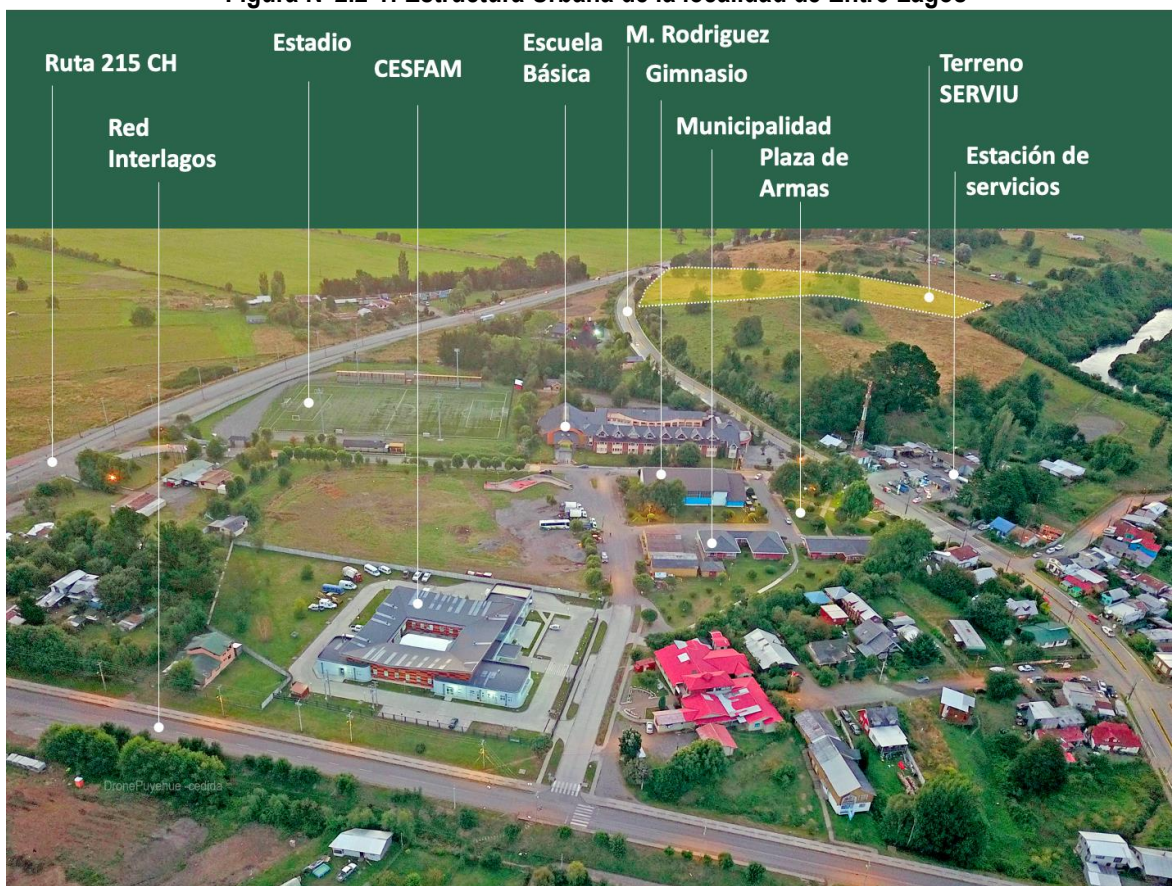 Figura N°2.2-1: Estructura Urbana de la localidad de Entre Lagos
Ruta 215 CH
Estadio
CESFAM
Escuela
Básica
M. Rodriguez
Gimnasio
Terreno
SERVIU
Red
Interlagos
Municipalidad
Plaza de
Armas
Estación de
servicios
DronePuyehue -cedida